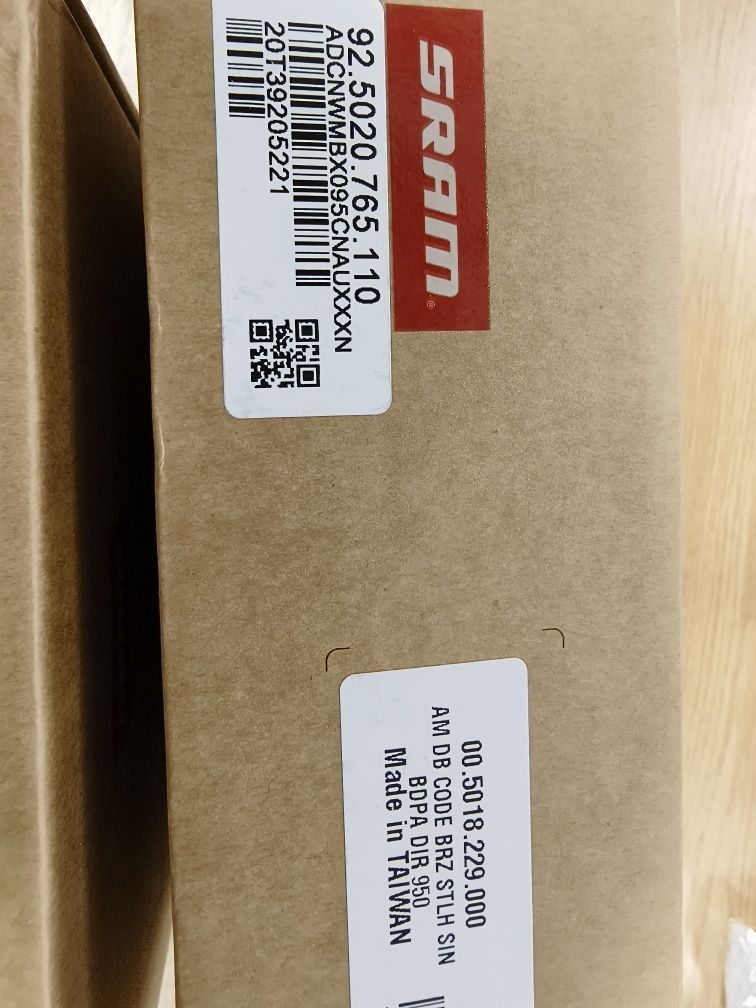 SRAM
92.5020.765.110
ADCNWMBX095CNAUXXXN
20T39205221
00.5018.229.000
AM DB CODE BRZ STLH SIN
BDPA DIR 950
Made in TAIWAN